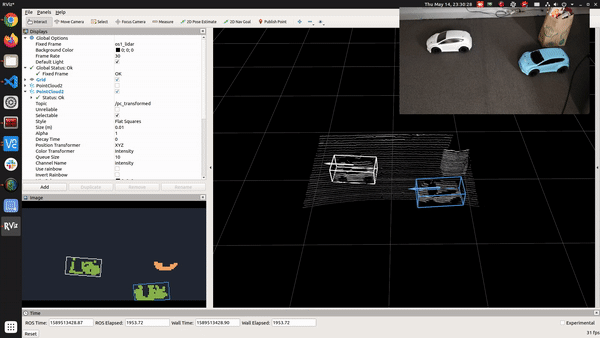 RViz*
Thu May 14, 23:30:28
File Panels Help
Interact Move Camera Select Focus Camera Measure 2D Pose Estimate 2D Nav Goal Publish Point
Displays
Global Options
Fixed Frame os1_lidar
Background Color 0; 0; 0
Frame Rate 30
Default Light
Global Status: Ok
Fixed Frame OK
Grid
PointCloud2
PointCloud2
Status: Ok
Topic /pc_transformed
Unreliable
Selectable
Style Flat Squares
Size (m) 0.01
Alpha 1
Decay Time 0
Position Transformer XYZ
Color Transformer Intensity
Queue Size 10
Channel Name intensity
Use rainbow
Invert Rainbow
Add Duplicate Remove Rename
Image
Time
ROS Time: 1589513428.87 ROS Elapsed: 1953.72 Wall Time: 1589513428.90 Wall Elapsed: 1953.72 Experimental
Reset 31 fps